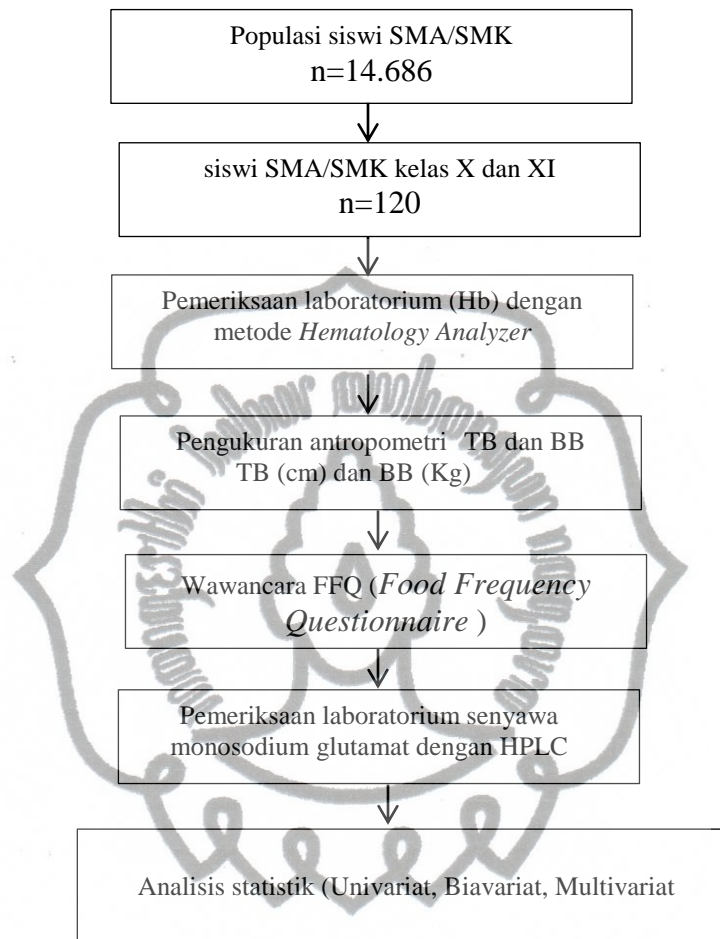 Populasi siswi SMA/SMK
n=14.686
siswi SMA/SMK kelas X dan XI
n=120
Pemeriksaan laboratorium (Hb) dengan
metode Hematology Analyzer
Pengukuran antropometri TB dan BB
TB (cm) dan BB (Kg)
Wawancara FFQ (Food Frequency
Questionnaire )
Pemeriksaan laboratorium senyawa
monosodium glutamat dengan HPLC
Analisis statistik (Univariat, Biavariat, Multivariat